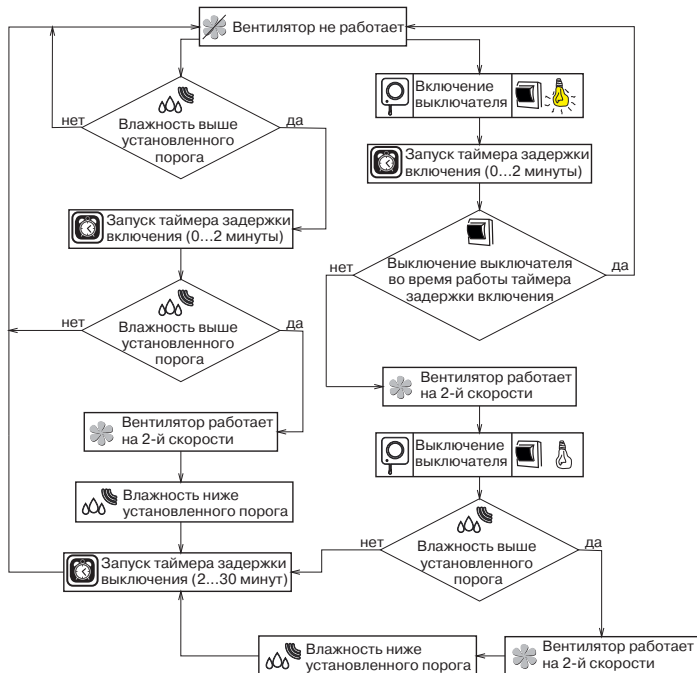 Вентилятор не работает
Включение
выключателя
нет
Влажность выше
установленного
порога
да
Запуск таймера задержки
включения (0...2 минуты)
Запуск таймера задержки
включения (0...2 минуты)
нет
Выключение выключателя
во время работы таймера
задержки включения
да
нет
Влажность выше
установленного
порога
да
Вентилятор работает
на 2-й скорости
Вентилятор работает
на 2-й скорости
Выключение
выключателя
Влажность ниже
установленного порога
нет
Влажность выше
установленного
порога
да
Запуск таймера задержки
выключения (2...30 минут)
Влажность ниже
установленного порога
Вентилятор работает
на 2-й скорости